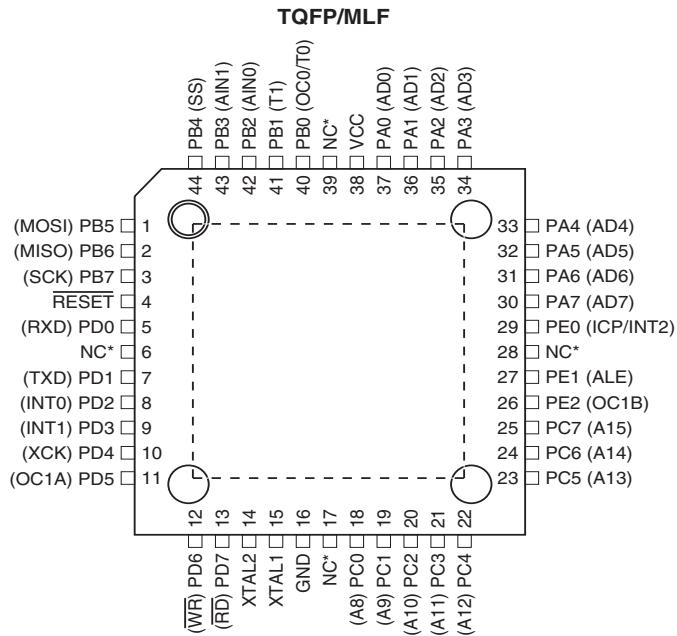 TQFP/MLF
PB4 (SS)
PB3 (AIN1)
PB2 (AIN0)
PB1 (T1)
PB0 (OC0/T0)
NC*
VCC
PA0 (AD0)
PA1 (AD1)
PA2 (AD2)
PA3 (AD3)
44
43
42
41
40
39
38
37
36
35
34
(MOSI) PB5 1
(MISO) PB6 2
(SCK) PB7 3
RESET 4
(RXD) PD0 5
NC* 6
(TXD) PD1 7
(INT0) PD2 8
(INT1) PD3 9
(XCK) PD4 10
(OC1A) PD5 11
33 PA4 (AD4)
32 PA5 (AD5)
31 PA6 (AD6)
30 PA7 (AD7)
29 PE0 (ICP/INT2)
28 NC*
27 PE1 (ALE)
26 PE2 (OC1B)
25 PC7 (A15)
24 PC6 (A14)
23 PC5 (A13)
12
13
14
15
16
17
18
19
20
21
22
(WR) PD6
(RD) PD7
XTAL2
XTAL1
GND
NC*
(A8) PC0
(A9) PC1
(A10) PC2
(A11) PC3
(A12) PC4